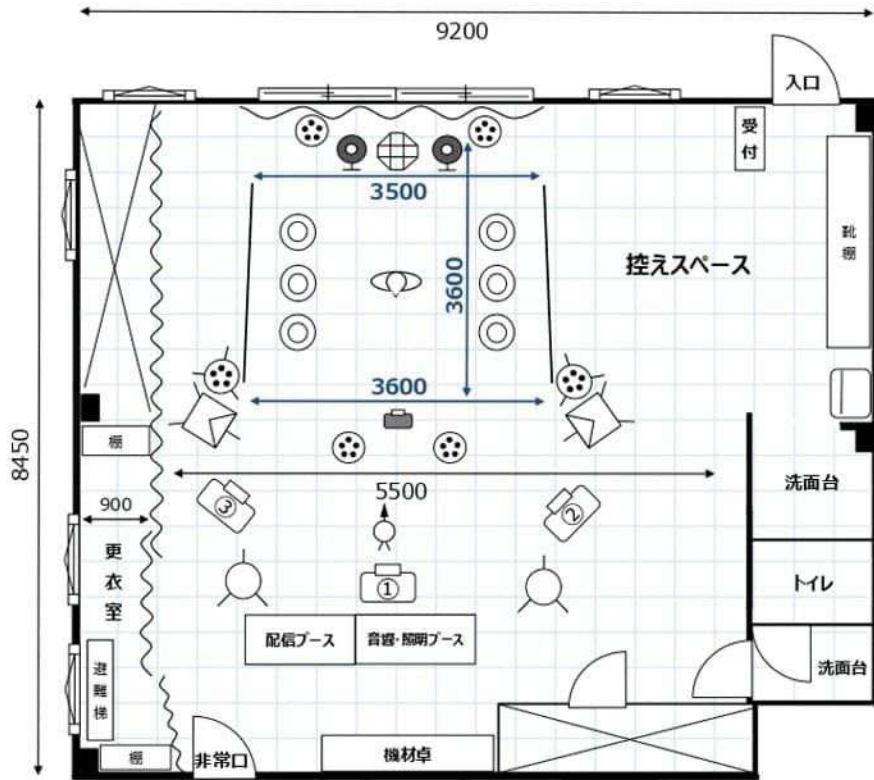 9200
入口
受付
3500
靴棚
控えスペース
3600
3600
8450
棚
洗面台
5500
900
③
②
更衣室
①
トイレ
配信ブース
音響・照明ブース
避難梯
洗面台
棚
非常口
機材卓